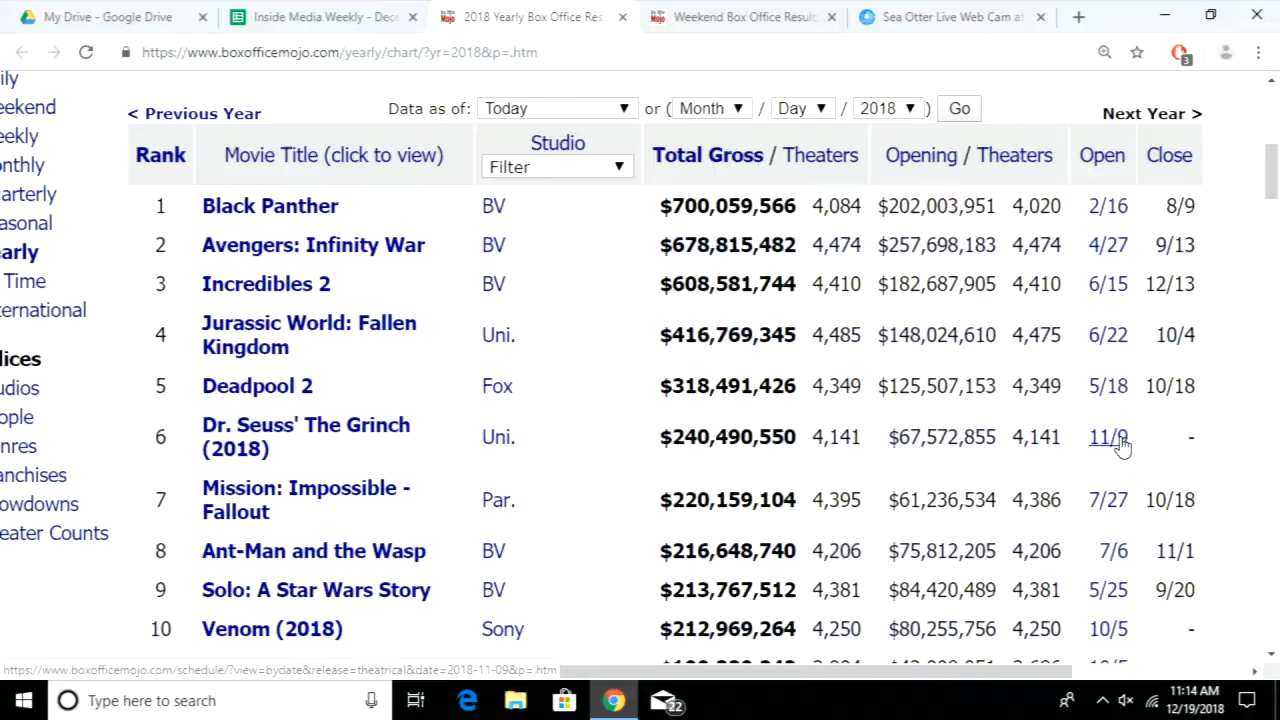 My Drive - Google Drive
Inside Media Weekly - Dec
2018 Yearly Box Office Res
Weekend Box Office Result
Sea Otter Live Web Cam at
https://www.boxofficemojo.com/yearly/chart/?yr=2018&p=.htm
3
ily
eekend
eekly
onthly
arterly
asonal
early
Time
ternational
ices
udios
ople
nres
anchises
owdowns
eater Counts
< Previous Year
Data as of: Today or ( Month / Day / 2018 ) Go
Next Year >
Rank Movie Title (click to view) Studio Filter Total Gross / Theaters Opening / Theaters Open Close
1 Black Panther BV $700,059,566 4,084 $202,003,951 4,020 2/16 8/9
2 Avengers: Infinity War BV $678,815,482 4,474 $257,698,183 4,474 4/27 9/13
3 Incredibles 2 BV $608,581,744 4,410 $182,687,905 4,410 6/15 12/13
4 Jurassic World: Fallen Kingdom Uni. $416,769,345 4,485 $148,024,610 4,475 6/22 10/4
5 Deadpool 2 Fox $318,491,426 4,349 $125,507,153 4,349 5/18 10/18
6 Dr. Seuss' The Grinch (2018) Uni. $240,490,550 4,141 $67,572,855 4,141 11/9 -
7 Mission: Impossible - Fallout Par. $220,159,104 4,395 $61,236,534 4,386 7/27 10/18
8 Ant-Man and the Wasp BV $216,648,740 4,206 $75,812,205 4,206 7/6 11/1
9 Solo: A Star Wars Story BV $213,767,512 4,381 $84,420,489 4,381 5/25 9/20
10 Venom (2018) Sony $212,969,264 4,250 $80,255,756 4,250 10/5 -
https://www.boxofficemojo.com/schedule/?view=bydate&release=theatrical&date=2018-11-09&p=.htm
Type here to search
22
11:14 AM
12/19/2018